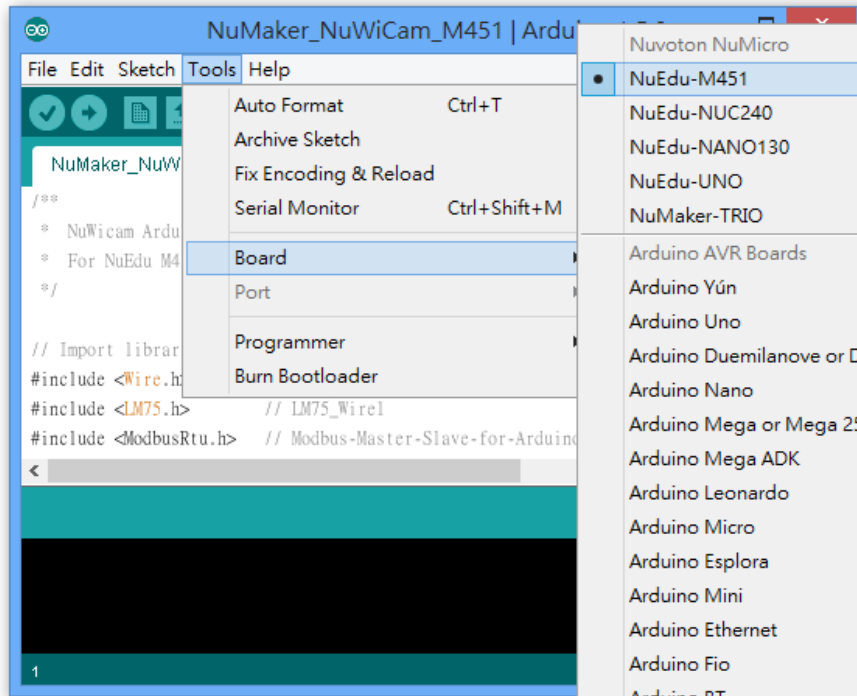 NuMaker_NuWiCam_M451 | Ardu
File Edit Sketch Tools Help
NuMaker_NuW
/**
* NuWicam Ardu
* For NuEdu M4
*/
// Import librar
#include <Wire.h>
#include <LM75.h> // LM75_Wire1
#include <ModbusRtu.h> // Modbus-Master-Slave-for-Arduino
1
Auto Format Ctrl+T
Archive Sketch
Fix Encoding & Reload
Serial Monitor Ctrl+Shift+M
Board
Port
Programmer
Burn Bootloader
Nuvoton NuMicro
NuEdu-M451
NuEdu-NUC240
NuEdu-NANO130
NuEdu-UNO
NuMaker-TRIO
Arduino AVR Boards
Arduino Yún
Arduino Uno
Arduino Duemilanove or D
Arduino Nano
Arduino Mega or Mega 25
Arduino Mega ADK
Arduino Leonardo
Arduino Micro
Arduino Esplora
Arduino Mini
Arduino Ethernet
Arduino Fio
Arduino BT